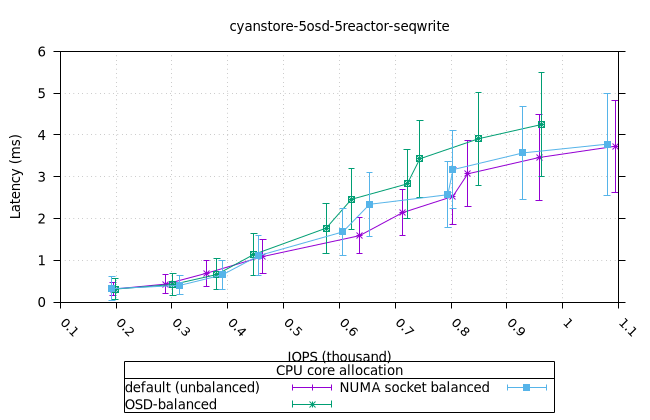 cyanstore-5osd-5reactor-seqwrite
6
5
4
3
2
1
0
Latency (ms)
0.1 0.2 0.3 0.4 0.5 0.6 0.7 0.8 0.9 1 1.1
IOPS (thousand)
CPU core allocation
default (unbalanced) NUMA socket balanced
OSD-balanced